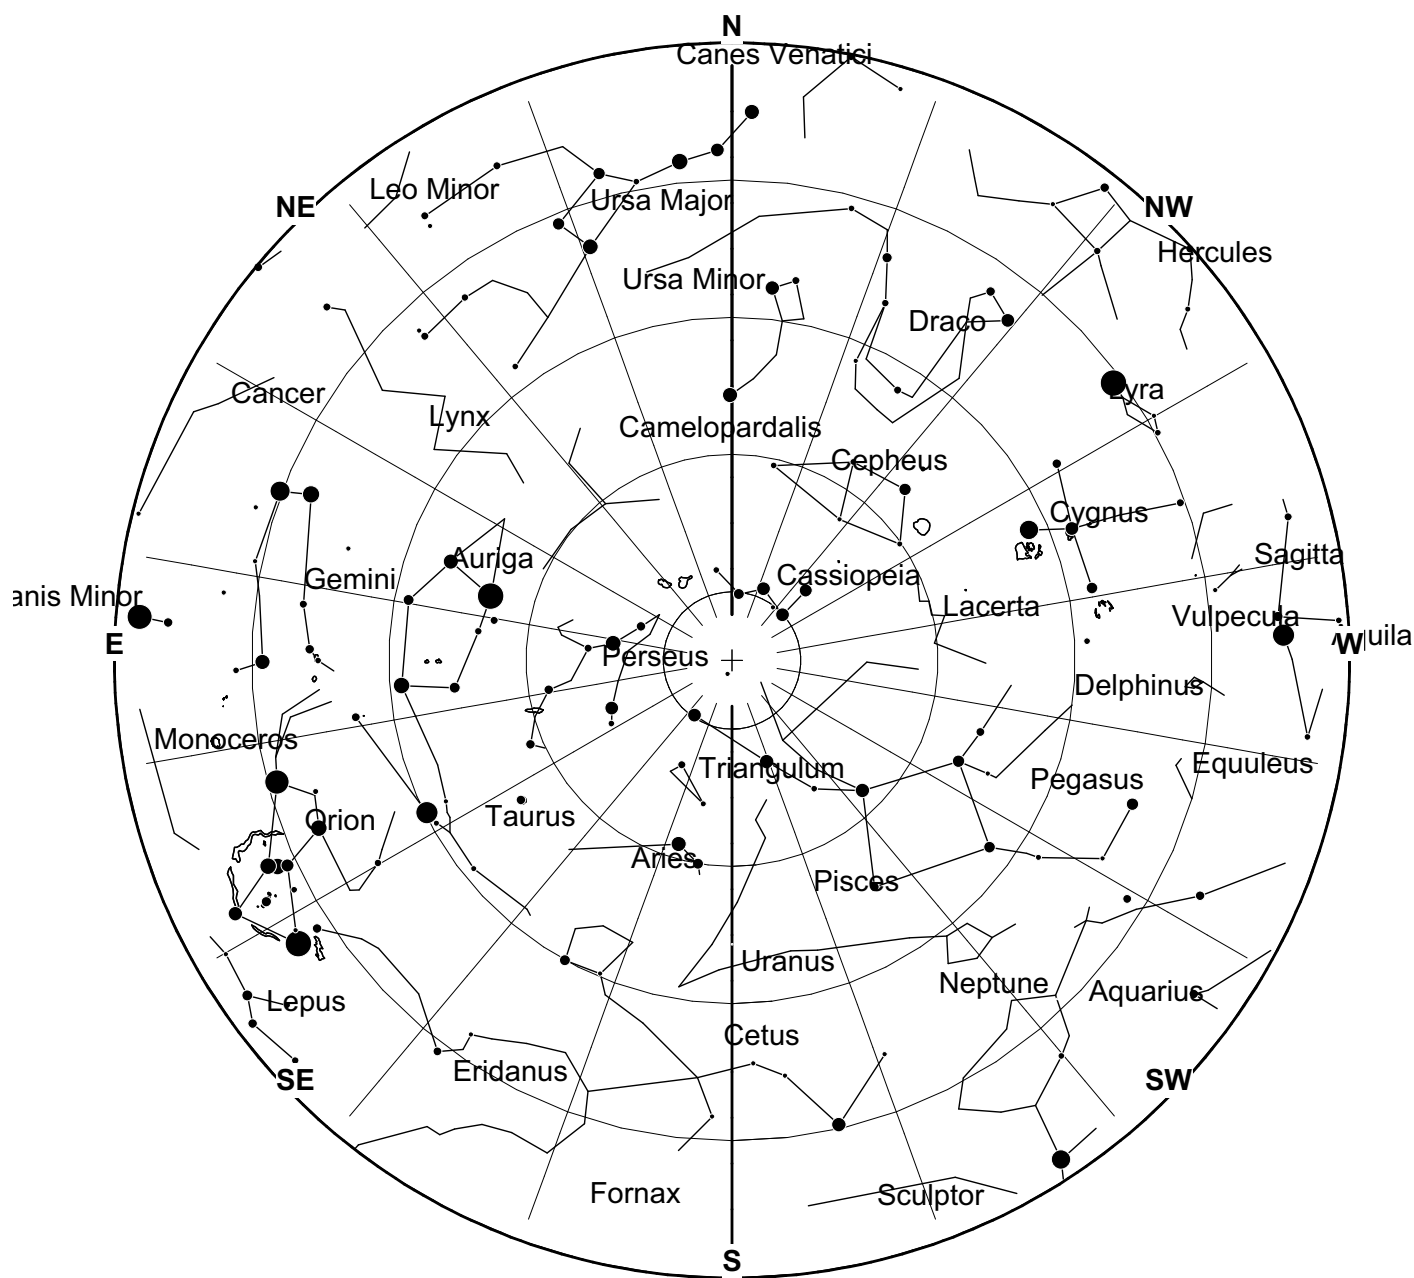 N
Canes Venatici
Leo Minor
Ursa Major
NE
NW
Hercules
Ursa Minor
Draco
Cancer
Lyra
Lynx
Camelopardalis
Cepheus
Cygnus
Auriga
Sagitta
Gemini
Cassiopeia
anis Minor
Lacerta
Vulpecula
E
W
uila
Perseus
Delphinus
Monoceros
Triangulum
Equuleus
Pegasus
Orion
Taurus
Aries
Pisces
Uranus
Neptune
Aquarius
Lepus
Cetus
Eridanus
SE
SW
Fornax
Sculptor
S